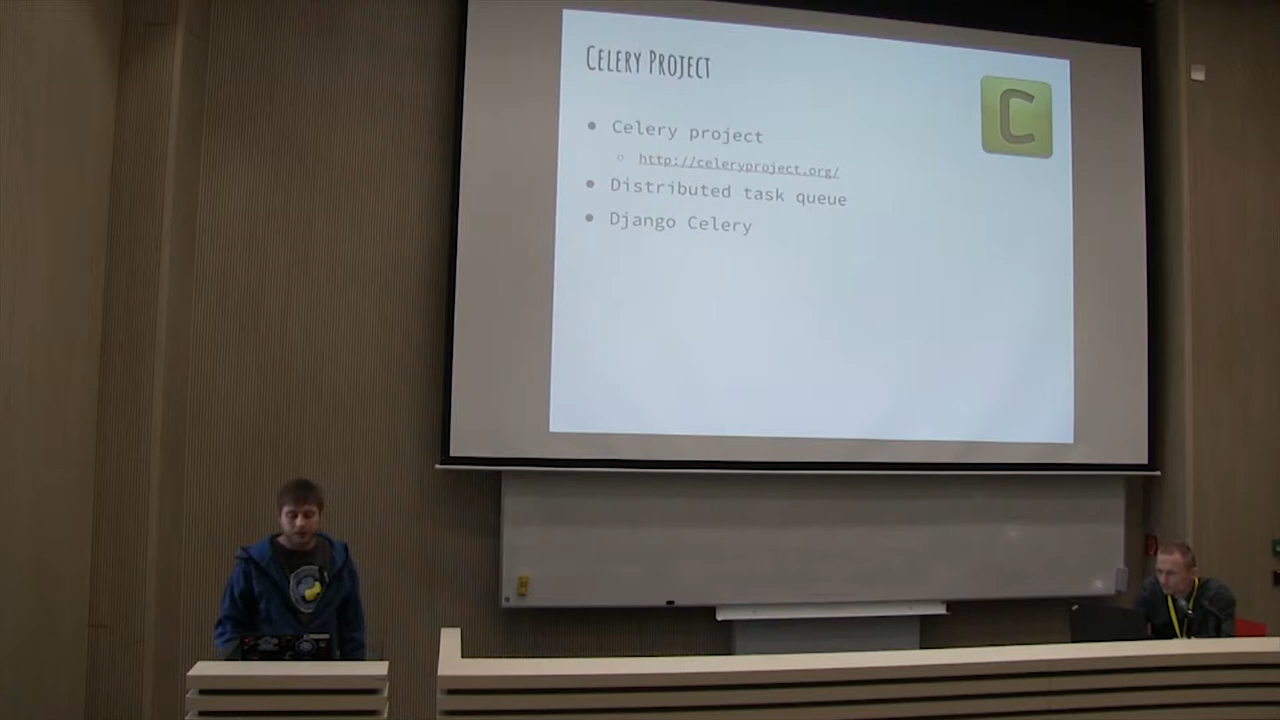 CELERY PROJECT
C
● Celery project
○ http://celeryproject.org/
● Distributed task queue
● Django Celery